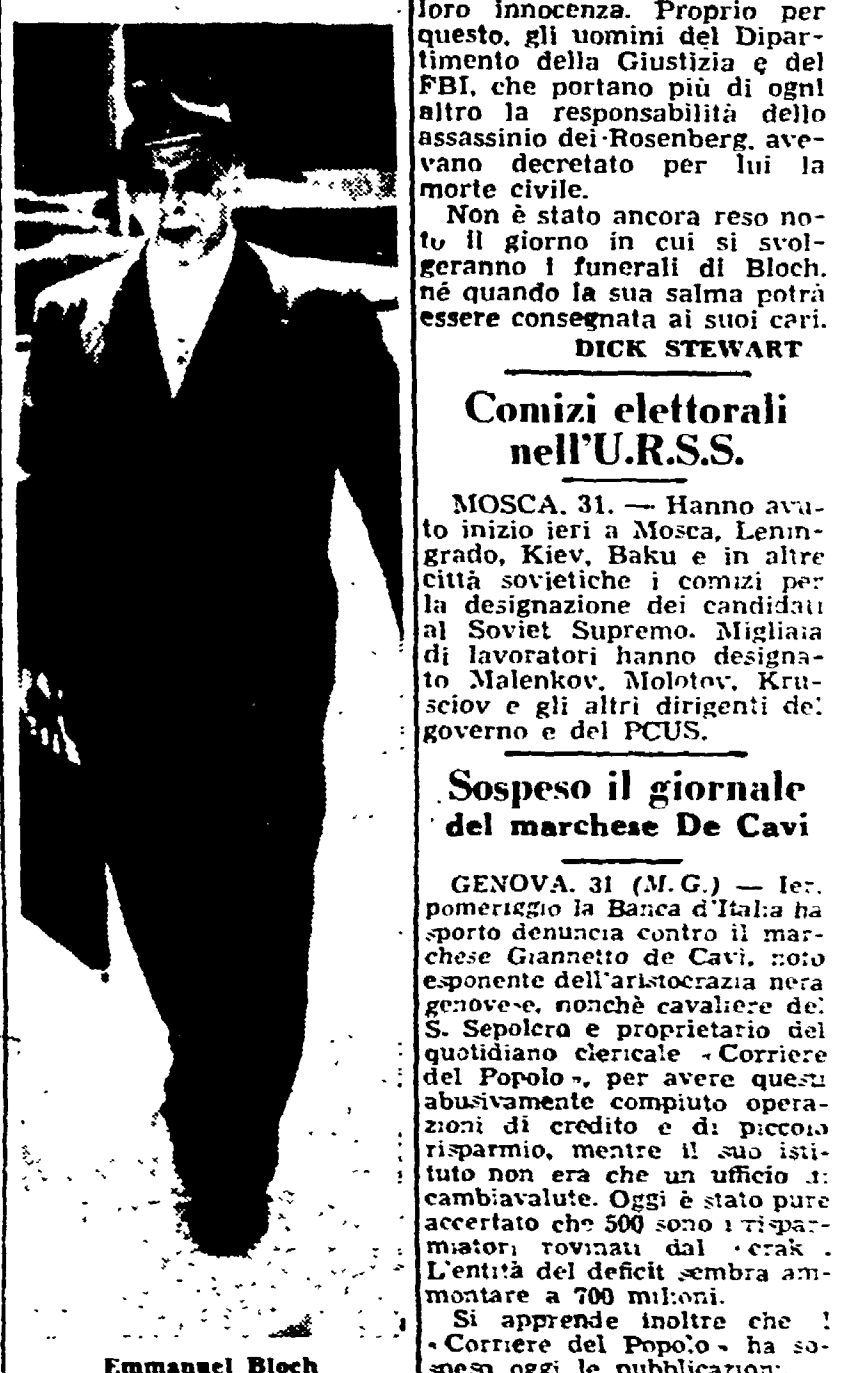 loro innocenza. Proprio per
questo, gli uomini del Dipar-
timento della Giustizia e del
FBI, che portano più di ogni
altro la responsabilità dello
assassinio dei Rosenberg, ave-
vano decretato per lui la
morte civile.
Non è stato ancora reso no-
to il giorno in cui si svol-
geranno i funerali di Bloch,
né quando la sua salma potrà
essere consegnata ai suoi cari.
DICK STEWART
Comizi elettorali
nell'U.R.S.S.
MOSCA, 31. — Hanno avu-
to inizio ieri a Mosca, Lenin-
grado, Kiev, Baku e in altre
città sovietiche i comizi per
la designazione dei candidati
al Soviet Supremo. Migliaia
di lavoratori hanno designa-
to Malenkov, Molotov, Kru-
sciov e gli altri dirigenti del
governo e del PCUS.
Sospeso il giornale
del marchese De Cavi
GENOVA, 31 (M. G.) — Ieri
pomeriggio la Banca d'Italia ha
sporto denuncia contro il mar-
chese Giannetto de Cavi, noto
esponente dell'aristocrazia nera
genovese, nonchè cavaliere del
S. Sepolcro e proprietario del
quotidiano clericale « Corriere
del Popolo », per avere questi
abusivamente compiuto opera-
zioni di credito e di piccolo
risparmio, mentre il suo isti-
tuto non era che un ufficio di
cambiavalute. Oggi è stato pure
accertato che 500 sono i rispar-
miatori rovinati dal « crak ».
L'entità del deficit sembra am-
montare a 700 milioni.
Si apprende inoltre che il
« Corriere del Popolo » ha so-
speso oggi le pubblicazioni.
Emmanuel Bloch